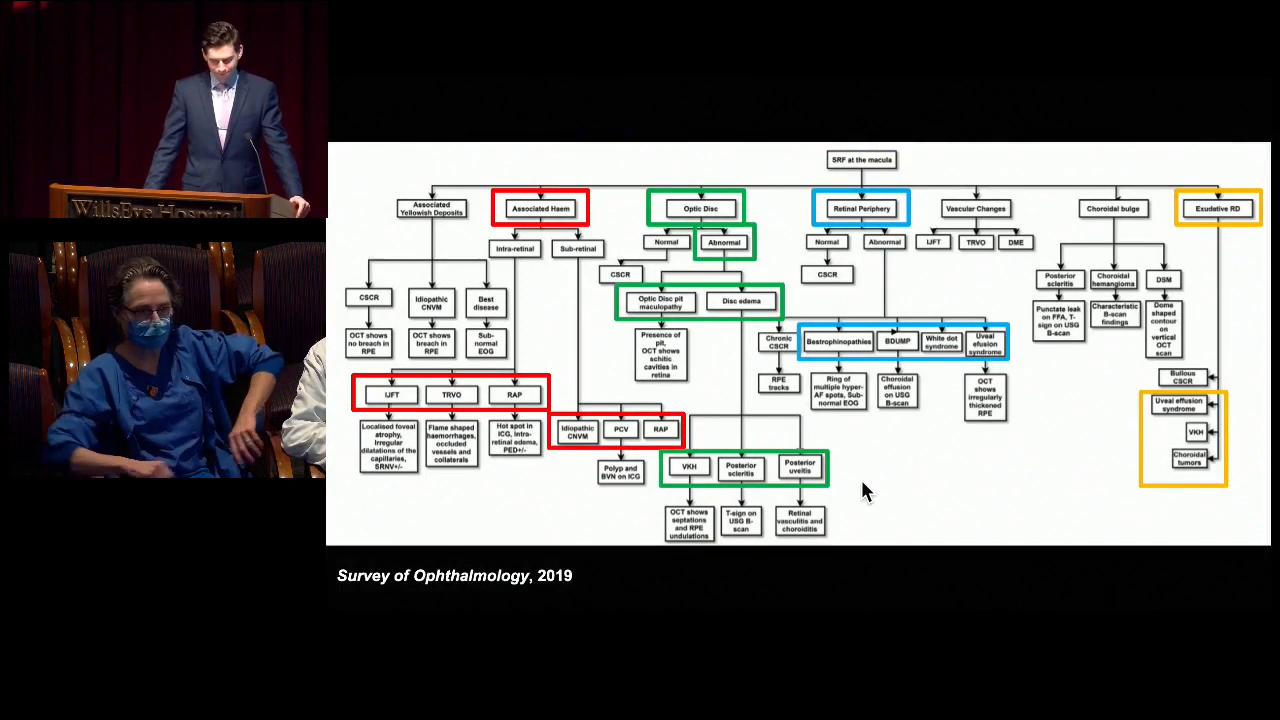 WillsEye Hospital
SRF at the macula
Associated
Yellowish Deposits
Associated Haem
Optic Disc
Retinal Periphery
Vascular Changes
Choroidal bulge
Exudative RD
Intra-retinal
Sub-retinal
Normal
Abnormal
Normal
Abnormal
IJFT
TRVO
DME
CSCR
CSCR
CSCR
Idiopathic
CNVM
Best
disease
Optic Disc pit
maculopathy
Disc edema
Posterior
scleritis
Choroidal
hemangioma
DSM
OCT shows
no breach in
RPE
OCT shows
breach in
RPE
Sub-
normal
EOG
Presence of
pit,
OCT shows
schitic
cavities in
retina
Chronic
CSCR
Bestrophinopathies
BDUMP
White dot
syndrome
Uveal
efusion
syndrome
Punctate leak
on FFA, T-
sign on USG
B-scan
Characteristic
B-scan
findings
Dome
shaped
contour
on
vertical
OCT
scan
RPE
tracks
Ring of
multiple hyper-
AF spots, Sub-
normal EOG
Choroidal
effusion
on USG
B-scan
OCT
shows
irregularly
thickened
RPE
Bullous
CSCR
Uveal effusion
syndrome
VKH
Choroidal
tumors
IJFT
TRVO
RAP
Localised foveal
atrophy,
Irregular
dilatations of the
capillaries,
SRNV+/-
Flame shaped
haemorrhages,
occluded
vessels and
collaterals
Hot spot in
ICG, intra-
retinal edema,
PED+/-
Idiopathic
CNVM
PCV
RAP
Polyp and
BVN on ICG
VKH
Posterior
scleritis
Posterior
uveitis
OCT shows
septations
and RPE
undulations
T-sign on
USG B-
scan
Retinal
vasculitis and
choroiditis
Survey of Ophthalmology, 2019